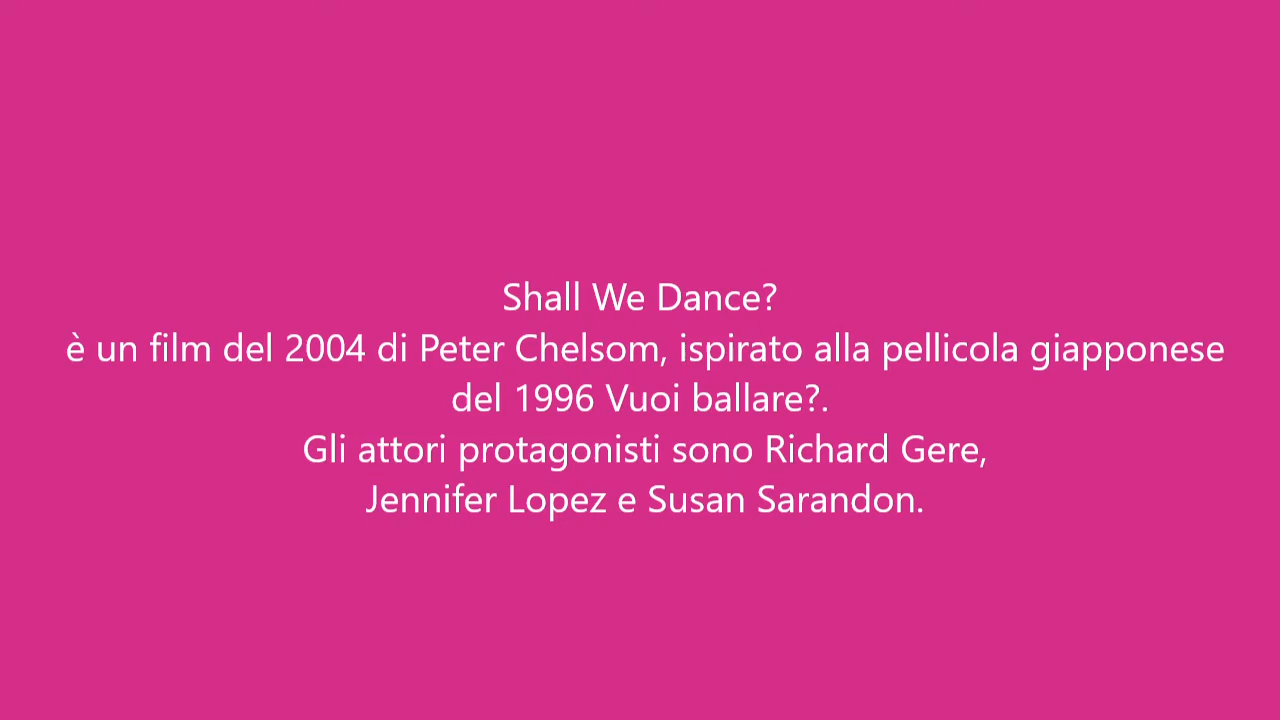 Shall We Dance?
è un film del 2004 di Peter Chelsom, ispirato alla pellicola giapponese
del 1996 Vuoi ballare?.
Gli attori protagonisti sono Richard Gere,
Jennifer Lopez e Susan Sarandon.